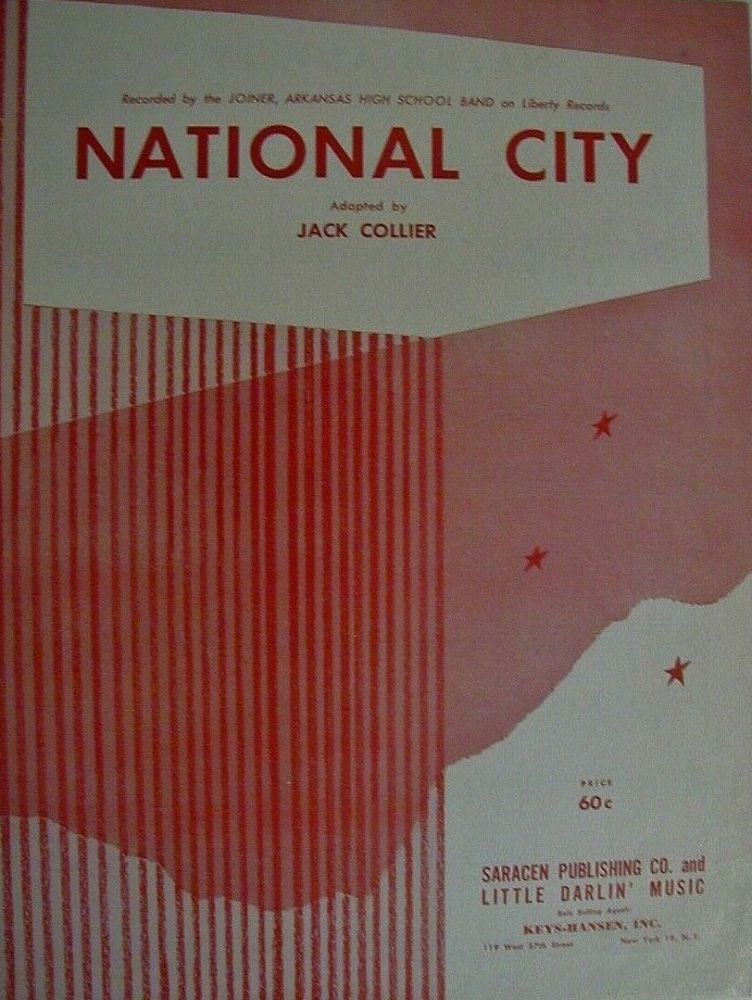 Recorded by the JOINER, ARKANSAS HIGH SCHOOL BAND on Liberty Records
NATIONAL CITY
Adapted by
JACK COLLIER
PRICE
60c
SARACEN PUBLISHING CO. and
LITTLE DARLIN' MUSIC
Sole Selling Agent:
KEYS-HANSEN, INC.
119 West 57th Street New York 19, N.Y.